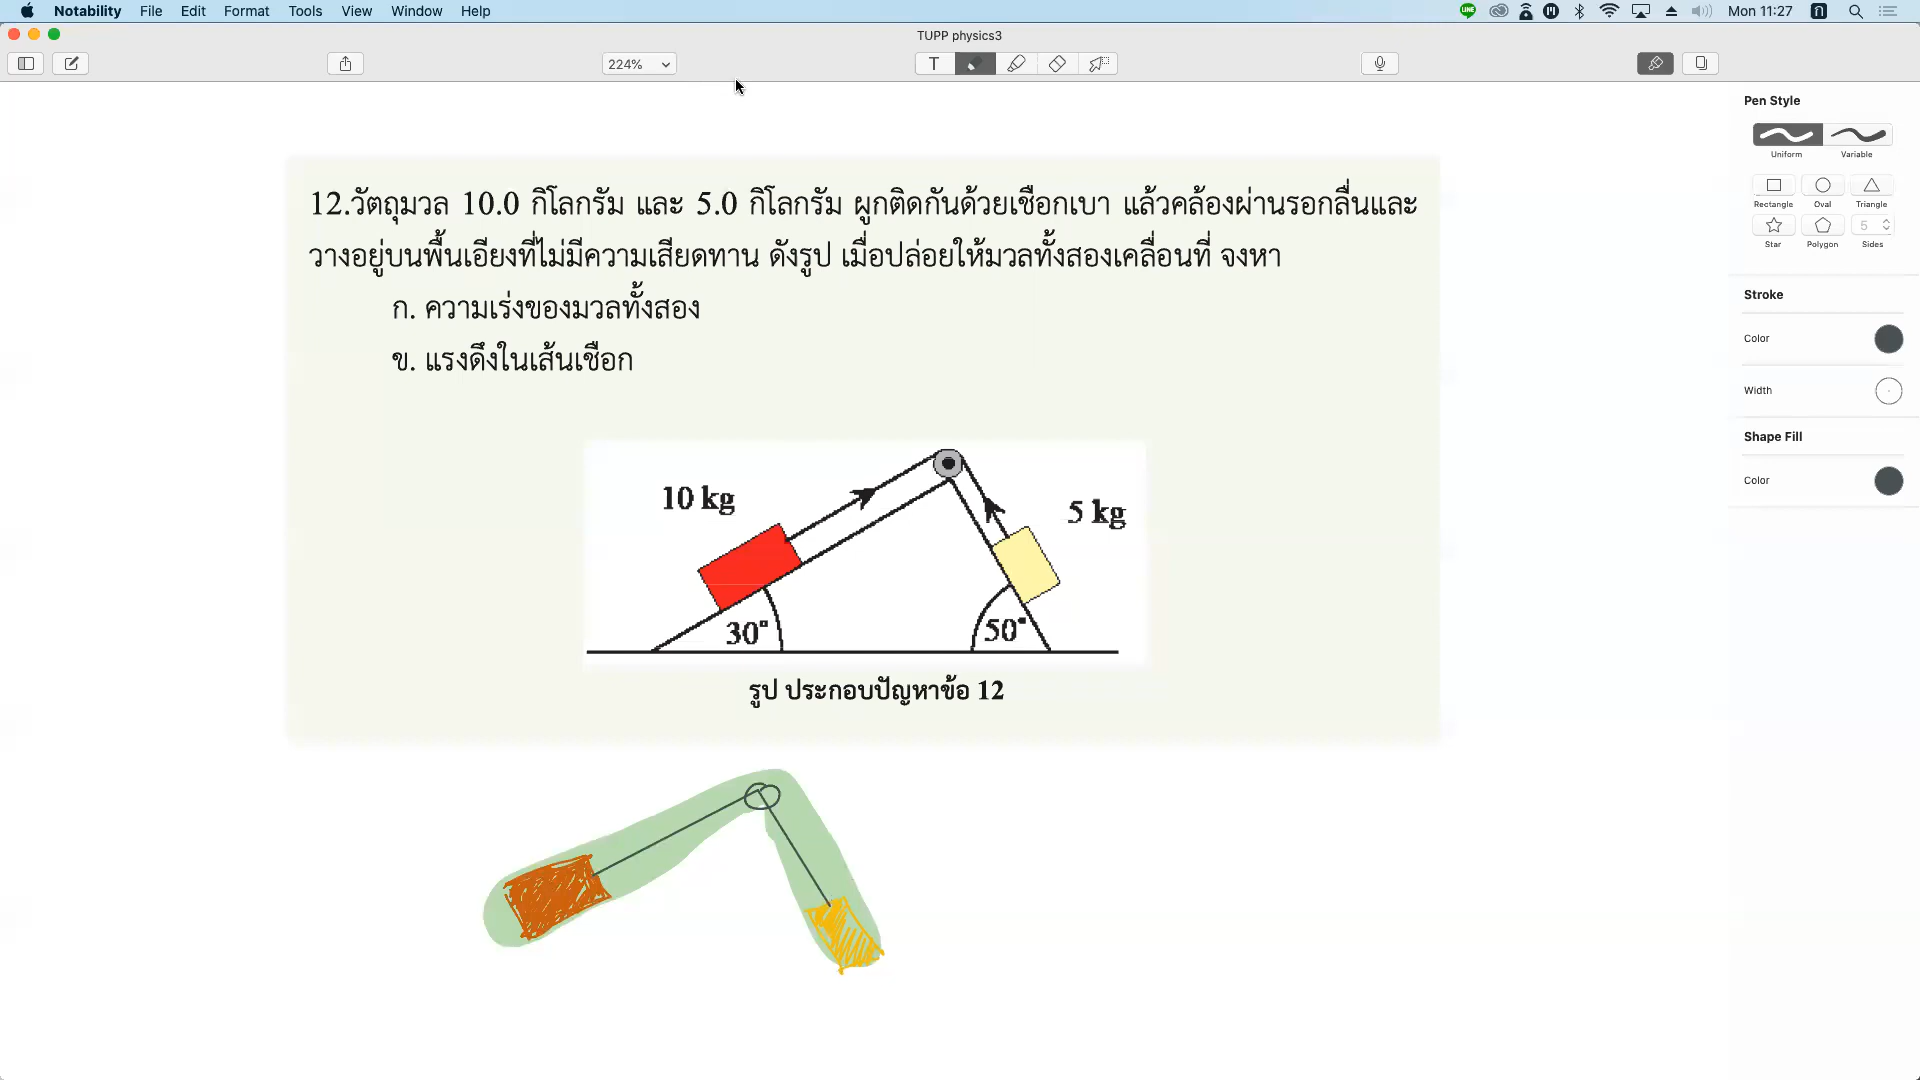 Notability File Edit Format Tools View Window Help Mon 11:27 ก
TUPP physics3
224% T
Pen Style
Uniform Variable
Rectangle Oval Triangle
5
Star Polygon Sides
Stroke
Color
Width
Shape Fill
Color
12.วัตถุมวล 10.0 กิโลกรัม และ 5.0 กิโลกรัม ผูกติดกันด้วยเชือกเบา แล้วคล้องผ่านรอกลื่นและ
วางอยู่บนพื้นเอียงที่ไม่มีความเสียดทาน ดังรูป เมื่อปล่อยให้มวลทั้งสองเคลื่อนที่ จงหา
ก. ความเร่งของมวลทั้งสอง
ข. แรงดึงในเส้นเชือก
10 kg
5 kg
30°
50°
รูป ประกอบปัญหาข้อ 12